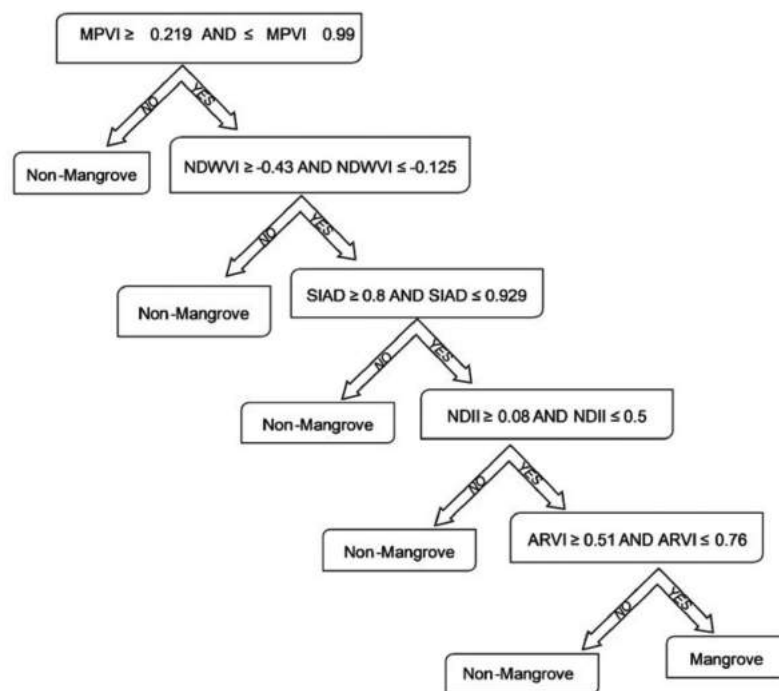 MPVI ≥ 0.219 AND ≤ MPVI 0.99
NO
YES
Non-Mangrove
NDWVI ≥ -0.43 AND NDWVI ≤ -0.125
NO
YES
Non-Mangrove
SIAD ≥ 0.8 AND SIAD ≤ 0.929
NO
YES
Non-Mangrove
NDII ≥ 0.08 AND NDII ≤ 0.5
NO
YES
Non-Mangrove
ARVI ≥ 0.51 AND ARVI ≤ 0.76
NO
YES
Non-Mangrove
Mangrove